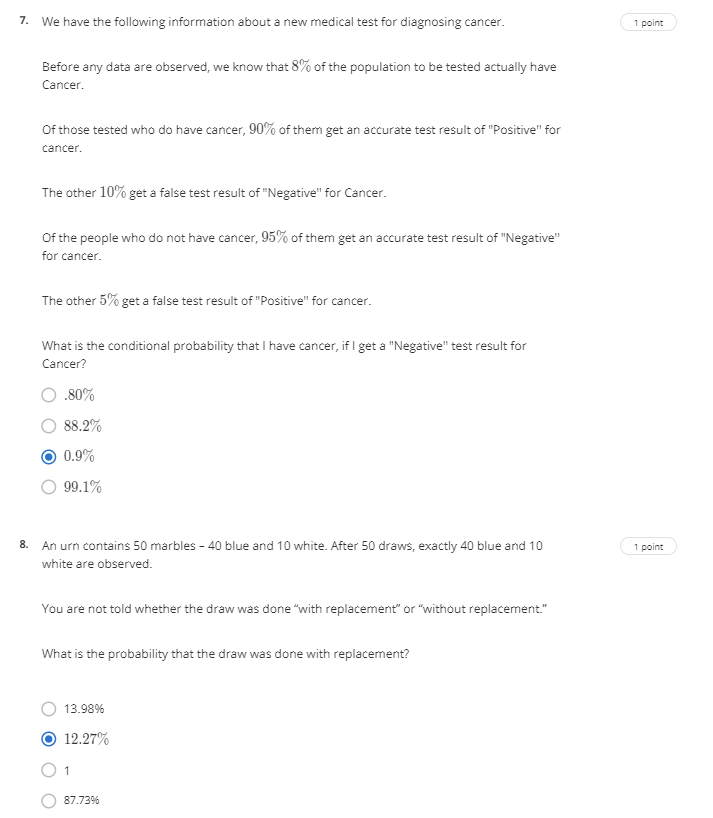 7. We have the following information about a new medical test for diagnosing cancer.
1 point
Before any data are observed, we know that 8% of the population to be tested actually have
Cancer.
Of those tested who do have cancer, 90% of them get an accurate test result of "Positive" for
cancer.
The other 10% get a false test result of "Negative" for Cancer.
Of the people who do not have cancer, 95% of them get an accurate test result of "Negative"
for cancer.
The other 5% get a false test result of "Positive" for cancer.
What is the conditional probability that I have cancer, if I get a "Negative" test result for
Cancer?
.80%
88.2%
0.9%
99.1%
8. An urn contains 50 marbles – 40 blue and 10 white. After 50 draws, exactly 40 blue and 10
1 point
white are observed.
You are not told whether the draw was done “with replacement” or “without replacement.”
What is the probability that the draw was done with replacement?
13.98%
12.27%
1
87.73%